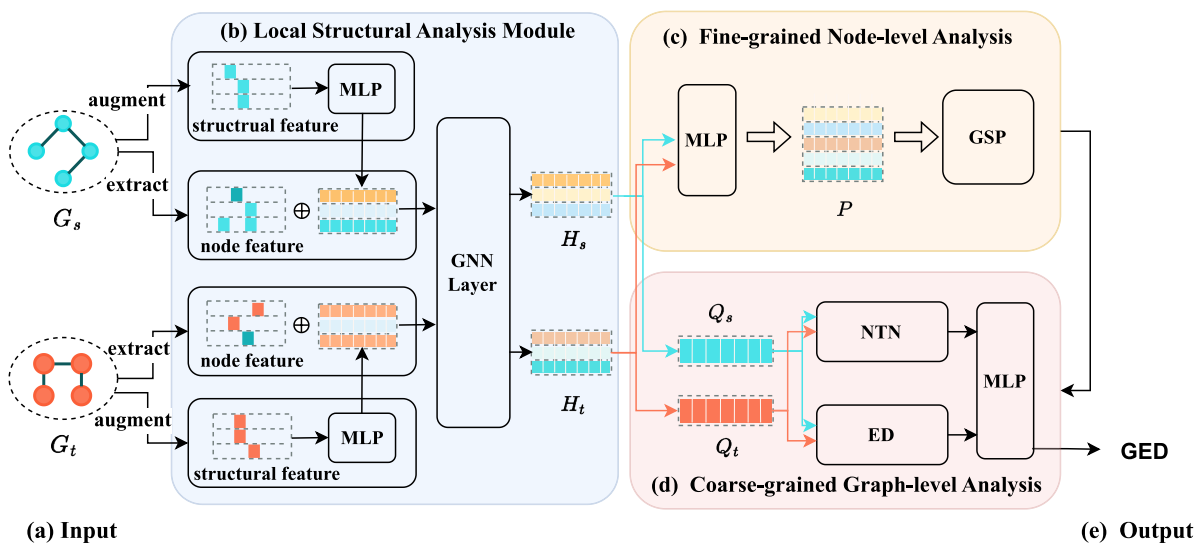 (b) Local Structural Analysis Module
(c) Fine-grained Node-level Analysis
augment
MLP
structrual feature
extract
G_s
⊕
node feature
GNN
Layer
H_s
MLP
P
GSP
extract
⊕
node feature
augment
G_t
MLP
structural feature
H_t
Q_s
Q_t
NTN
ED
MLP
GED
(d) Coarse-grained Graph-level Analysis
(a) Input
(e) Output